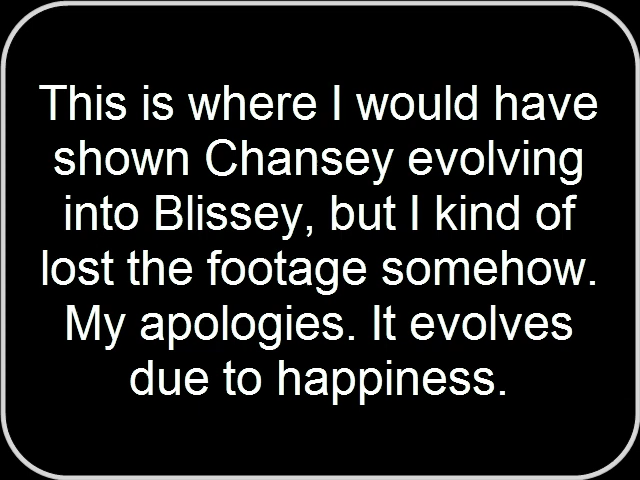 This is where I would have
shown Chansey evolving
into Blissey, but I kind of
lost the footage somehow.
My apologies. It evolves
due to happiness.